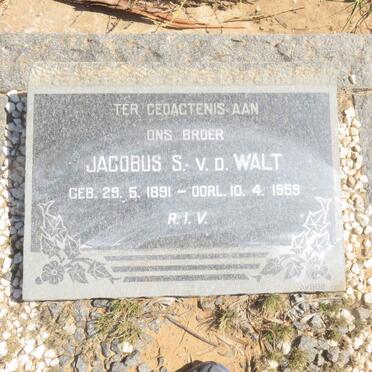 TER GEDAGTENIS AAN
ONS BROER
JACOBUS S. V. D. WALT
GEB. 29. 5. 1891 – OORL. 10. 4. 1959
R. I. V.